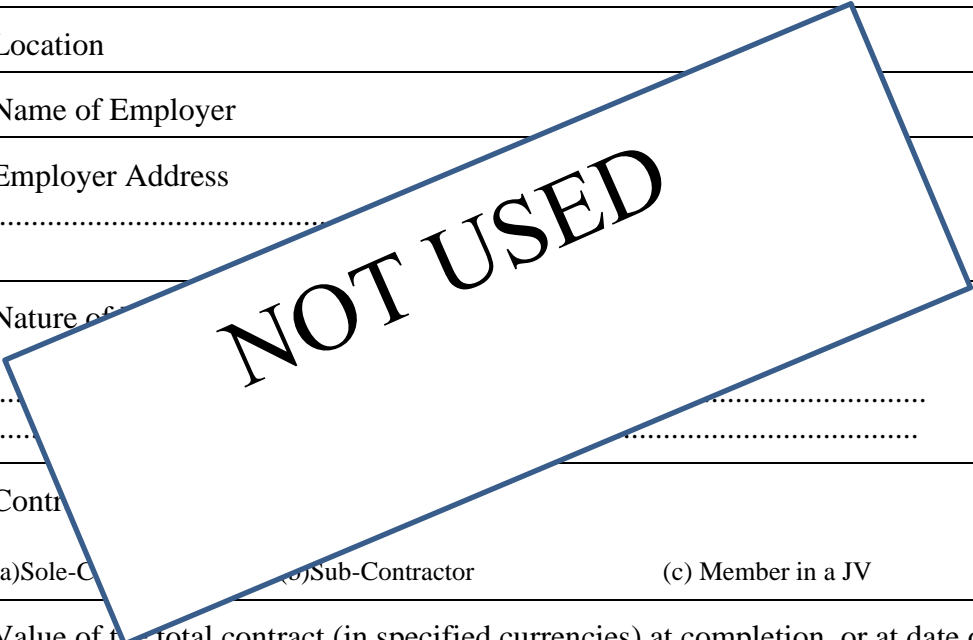 Location
Name of Employer
Employer Address
..........................................................
NOT USED
Nature of
Contr
(a)Sole-C (b)Sub-Contractor (c) Member in a JV
Value of total contract (in specified currencies) at completion, or at date